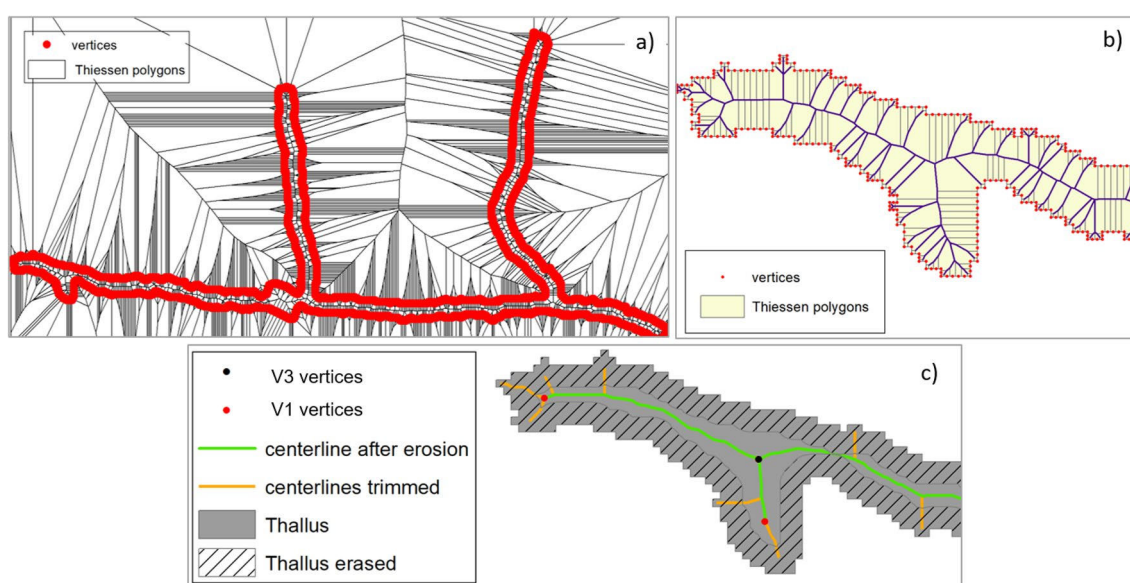 a)
vertices
Thiessen polygons
b)
vertices
Thiessen polygons
c)
V3 vertices
V1 vertices
centerline after erosion
centerlines trimmed
Thallus
Thallus erased